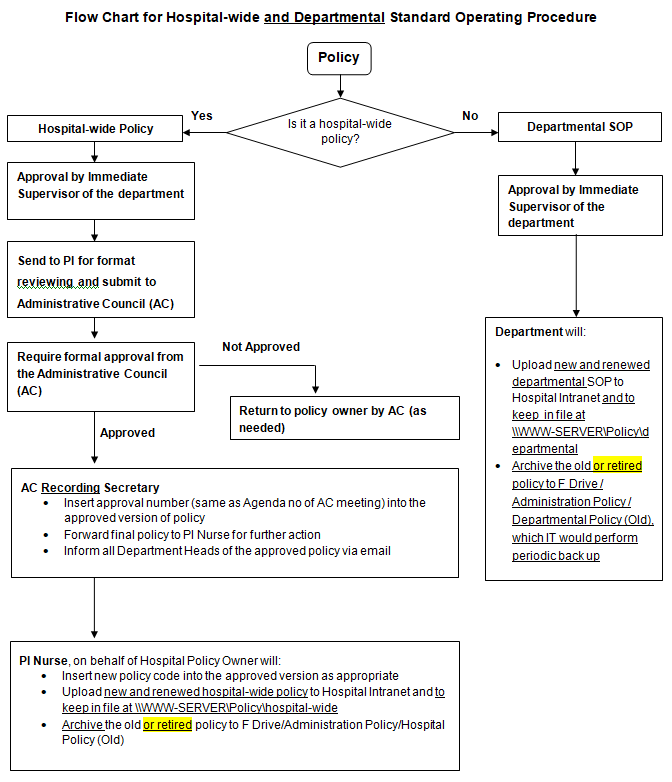 Flow Chart for Hospital-wide and Departmental Standard Operating Procedure
Policy
Is it a hospital-wide
policy?
Yes
No
Hospital-wide Policy
Departmental SOP
Approval by Immediate
Supervisor of the department
Approval by Immediate
Supervisor of the
department
Send to PI for format
reviewing and submit to
Administrative Council (AC)
Require formal approval from
the Administrative Council
(AC)
Not Approved
Return to policy owner by AC (as
needed)
Approved
Department will:
• Upload new and renewed
departmental SOP to
Hospital Intranet and to
keep in file at
\\WWW-SERVER\Policy\d
epartmental
• Archive the old or retired
policy to F Drive /
Administration Policy /
Departmental Policy (Old),
which IT would perform
periodic back up
AC Recording Secretary
• Insert approval number (same as Agenda no of AC meeting) into the
approved version of policy
• Forward final policy to PI Nurse for further action
• Inform all Department Heads of the approved policy via email
PI Nurse, on behalf of Hospital Policy Owner will:
• Insert new policy code into the approved version as appropriate
• Upload new and renewed hospital-wide policy to Hospital Intranet and to
keep in file at \\WWW-SERVER\Policy\hospital-wide
• Archive the old or retired policy to F Drive/Administration Policy/Hospital
Policy (Old)